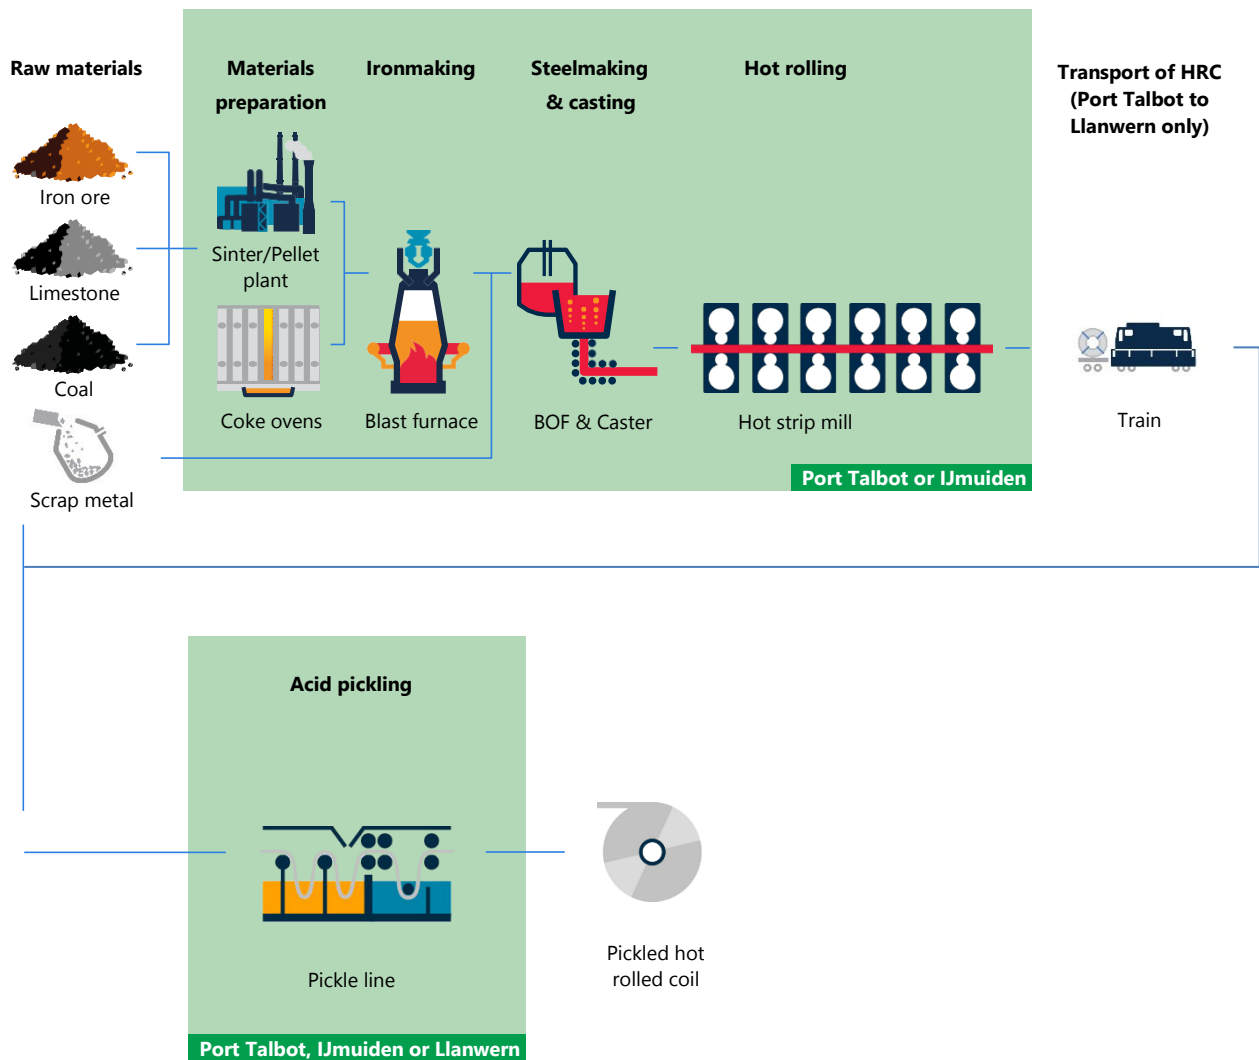 Raw materials
Materials
preparation
Ironmaking
Steelmaking
& casting
Hot rolling
Transport of HRC
(Port Talbot to
Llanwern only)
Iron ore
Limestone
Coal
Scrap metal
Sinter/Pellet
plant
Coke ovens
Blast furnace
BOF & Caster
Hot strip mill
Train
Port Talbot or IJmuiden
Acid pickling
Pickle line
Pickled hot
rolled coil
Port Talbot, IJmuiden or Llanwern